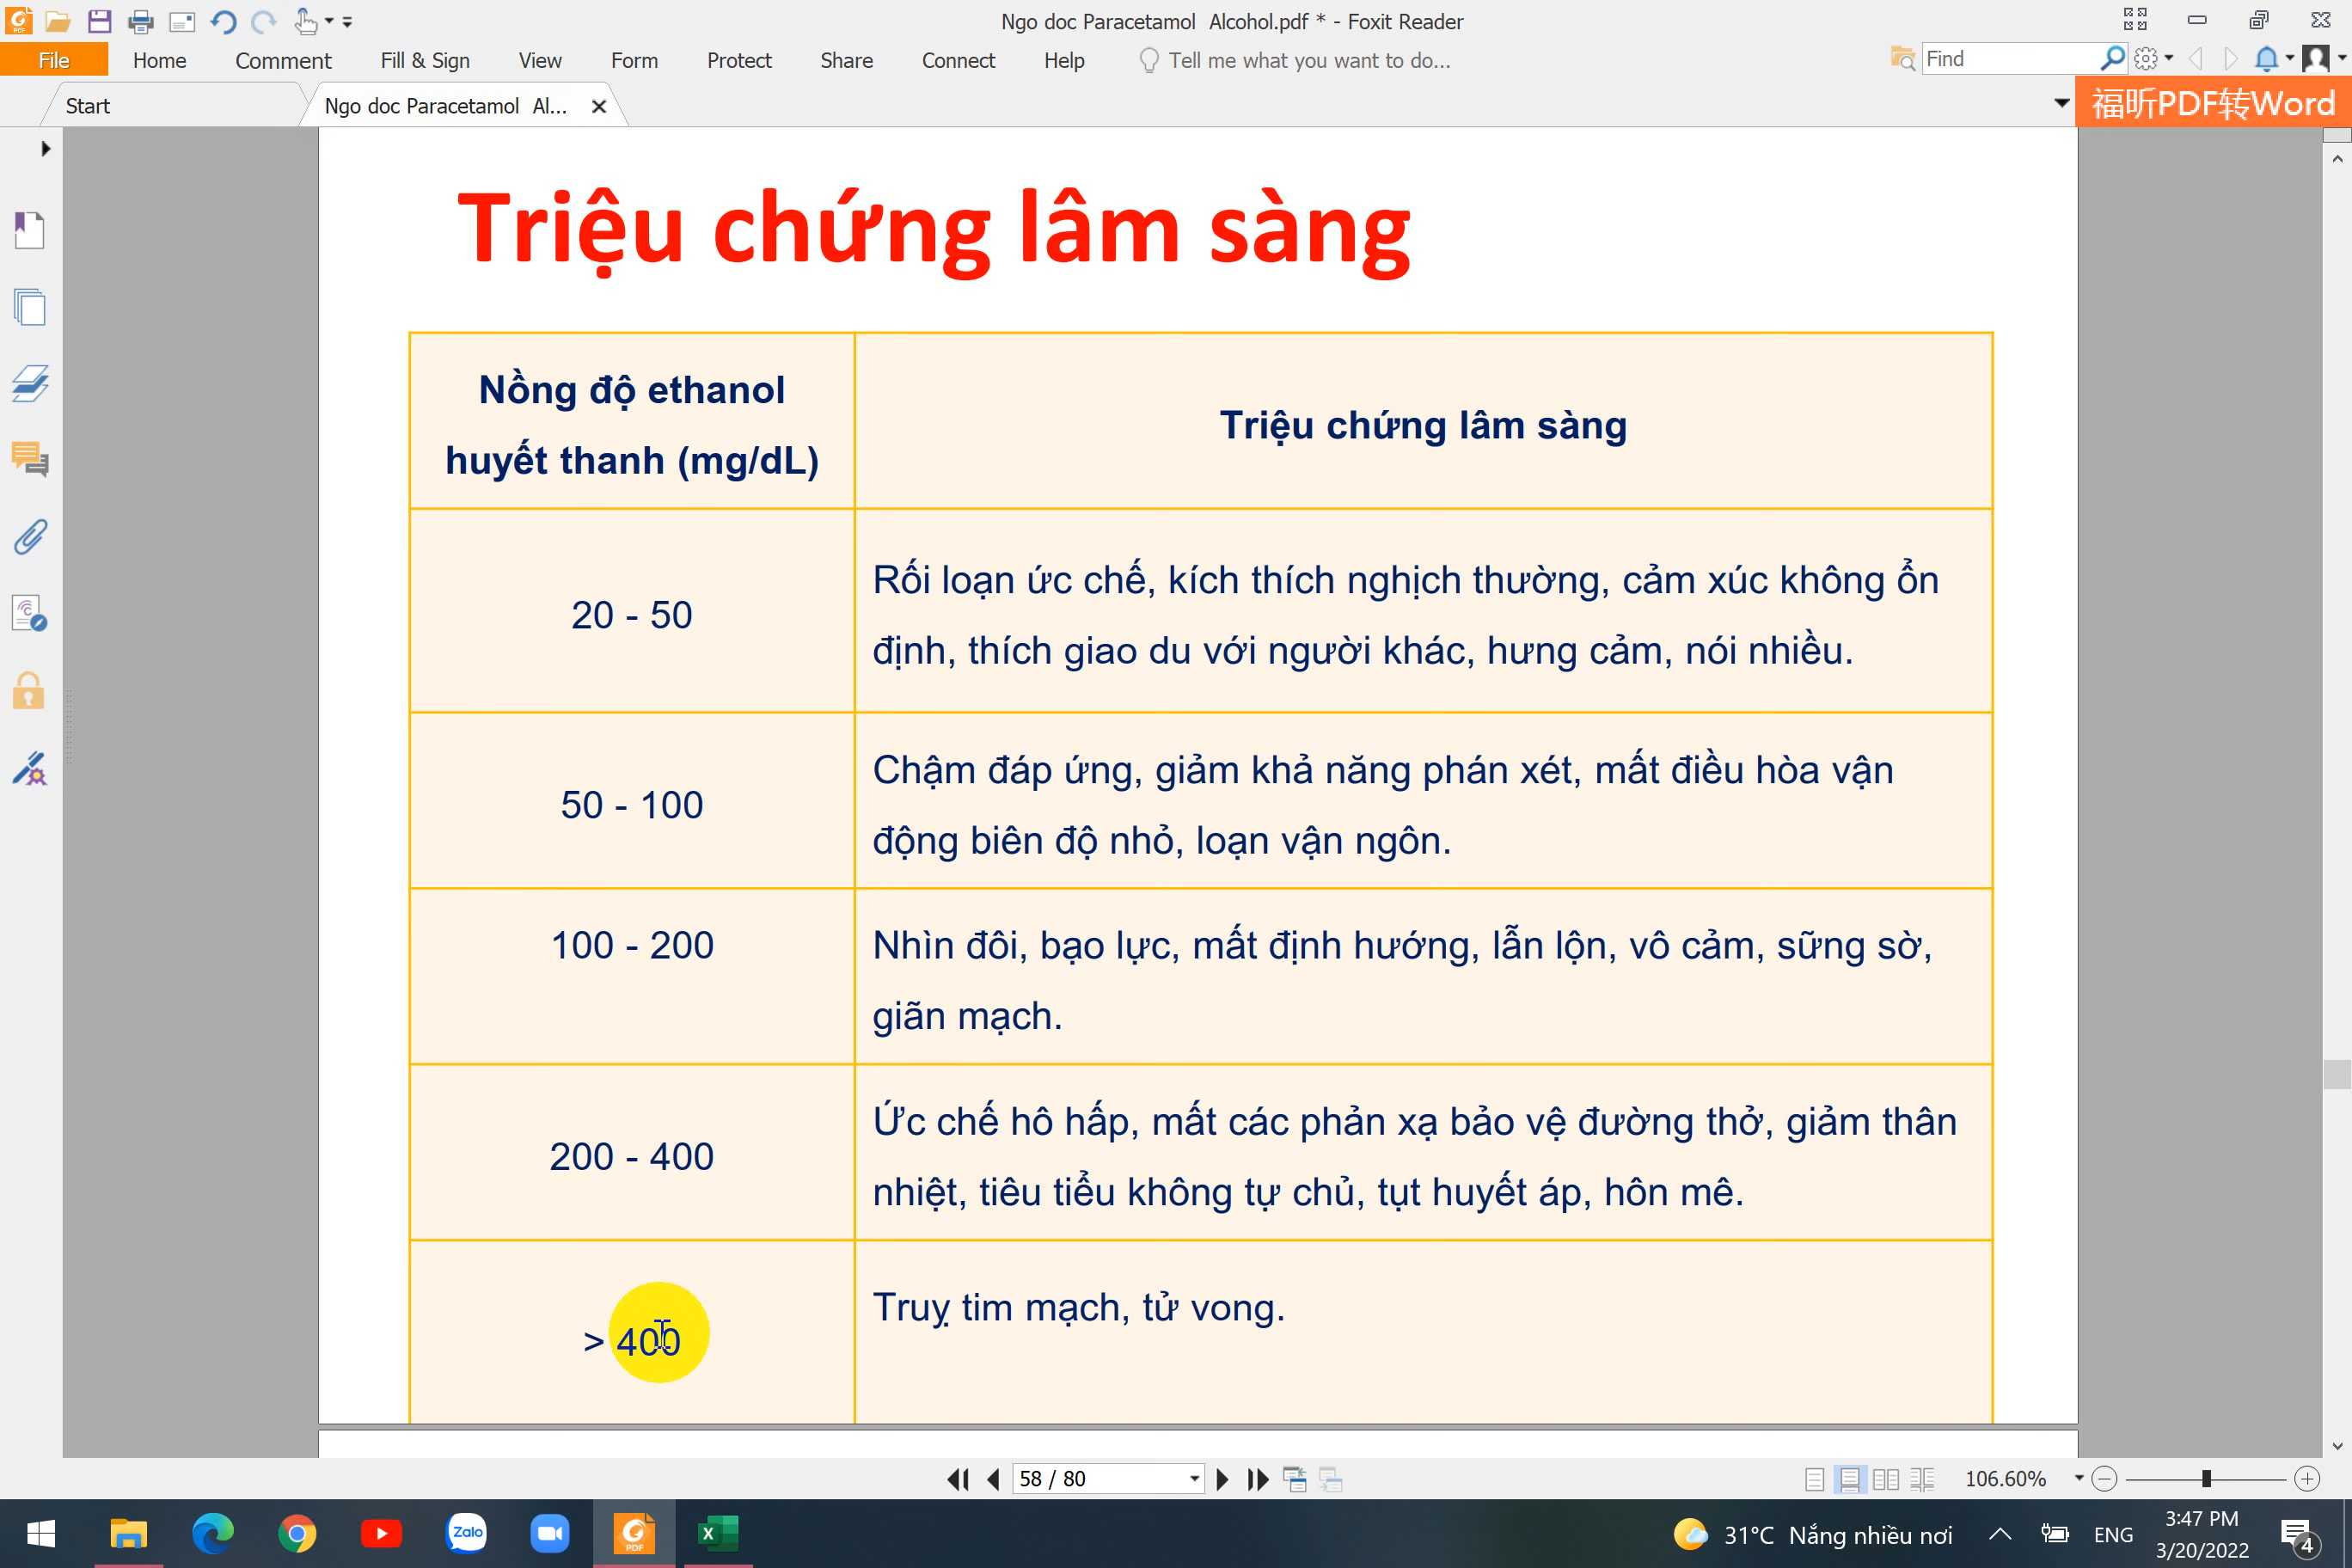 Ngo doc Paracetamol Alcohol.pdf * - Foxit Reader
File Home Comment Fill & Sign View Form Protect Share Connect Help Tell me what you want to do... Find
Start Ngo doc Paracetamol Al... 福昕PDF转Word
Triệu chứng lâm sàng
Nồng độ ethanol
huyết thanh (mg/dL)
Triệu chứng lâm sàng
20 - 50
Rối loạn ức chế, kích thích nghịch thường, cảm xúc không ổn
định, thích giao du với người khác, hưng cảm, nói nhiều.
50 - 100
Chậm đáp ứng, giảm khả năng phán xét, mất điều hòa vận
động biên độ nhỏ, loạn vận ngôn.
100 - 200
Nhìn đôi, bạo lực, mất định hướng, lẫn lộn, vô cảm, sững sờ,
giãn mạch.
200 - 400
Ức chế hô hấp, mất các phản xạ bảo vệ đường thở, giảm thân
nhiệt, tiêu tiểu không tự chủ, tụt huyết áp, hôn mê.
> 400
Truỵ tim mạch, tử vong.
58 / 80 106.60%
Zalo PDF 31°C Nắng nhiều nơi ENG 3:47 PM
3/20/2022 4